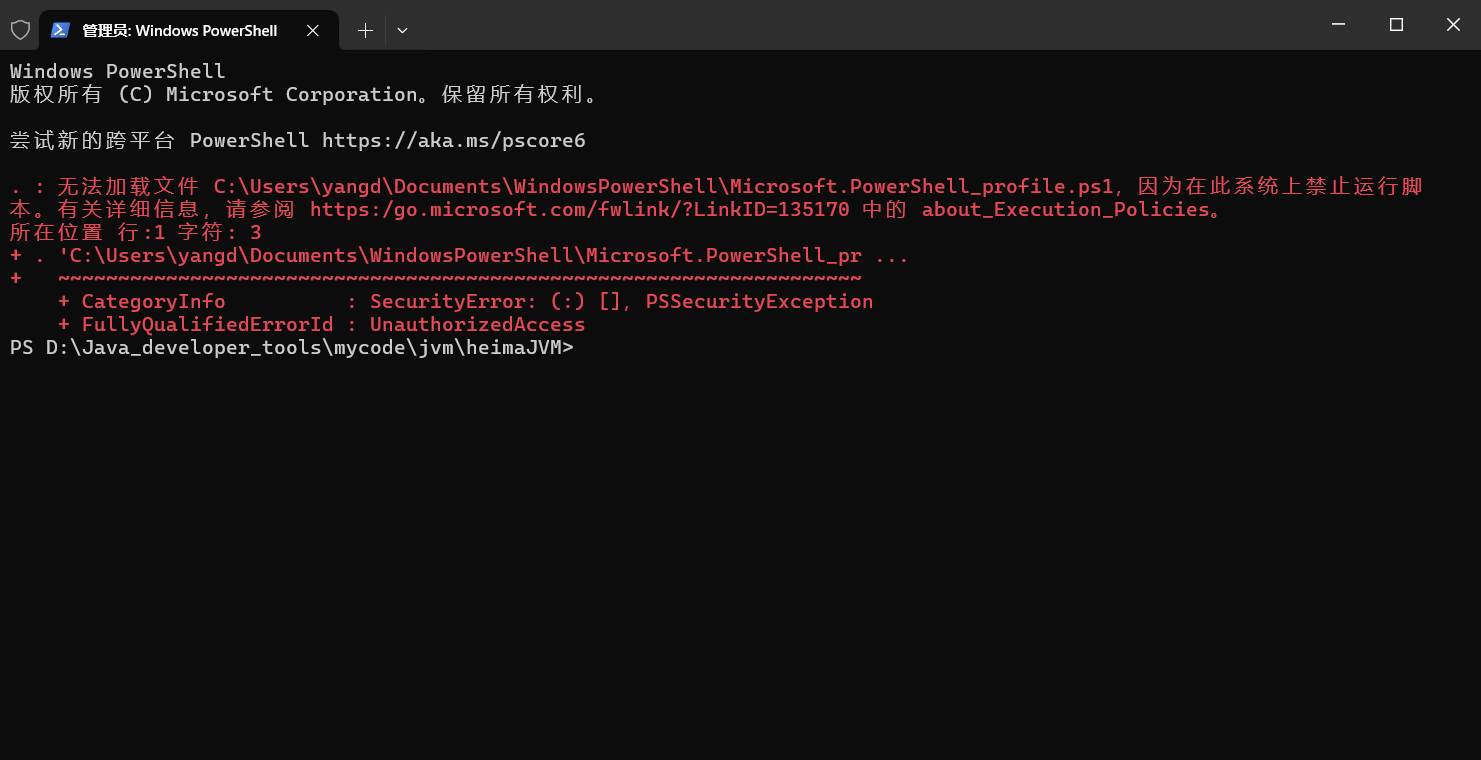 管理员: Windows PowerShell
Windows PowerShell
版权所有 (C) Microsoft Corporation。保留所有权利。
尝试新的跨平台 PowerShell https://aka.ms/pscore6
. : 无法加载文件 C:\Users\yangd\Documents\WindowsPowerShell\Microsoft.PowerShell_profile.ps1，因为在此系统上禁止运行脚
本。有关详细信息，请参阅 https:/go.microsoft.com/fwlink/?LinkID=135170 中的 about_Execution_Policies。
所在位置 行:1 字符: 3
+ . 'C:\Users\yangd\Documents\WindowsPowerShell\Microsoft.PowerShell_pr ...
+   ~~~~~~~~~~~~~~~~~~~~~~~~~~~~~~~~~~~~~~~~~~~~~~~~~~~~~~~~~~~~~~~~~~~
    + CategoryInfo          : SecurityError: (:) []，PSSecurityException
    + FullyQualifiedErrorId : UnauthorizedAccess
PS D:\Java_developer_tools\mycode\jvm\heimaJVM>